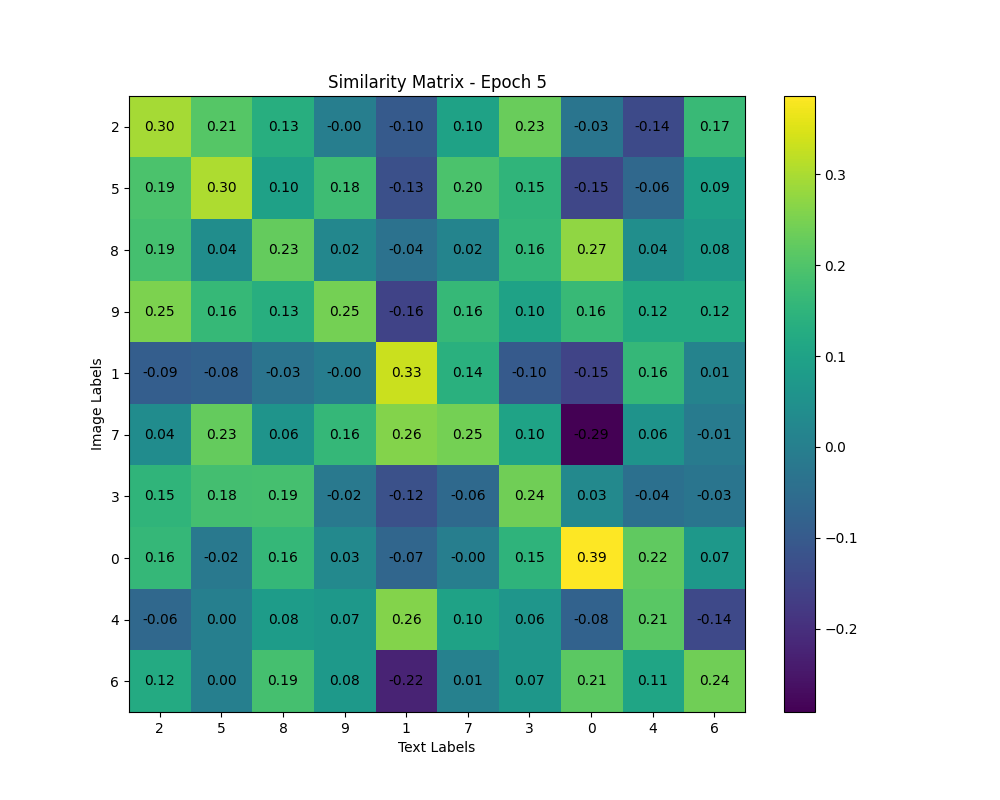 Similarity Matrix - Epoch 5
2 0.30 0.21 0.13 -0.00 -0.10 0.10 0.23 -0.03 -0.14 0.17
5 0.19 0.30 0.10 0.18 -0.13 0.20 0.15 -0.15 -0.06 0.09
8 0.19 0.04 0.23 0.02 -0.04 0.02 0.16 0.27 0.04 0.08
9 0.25 0.16 0.13 0.25 -0.16 0.16 0.10 0.16 0.12 0.12
1 -0.09 -0.08 -0.03 -0.00 0.33 0.14 -0.10 -0.15 0.16 0.01
7 0.04 0.23 0.06 0.16 0.26 0.25 0.10 -0.29 0.06 -0.01
3 0.15 0.18 0.19 -0.02 -0.12 -0.06 0.24 0.03 -0.04 -0.03
0 0.16 -0.02 0.16 0.03 -0.07 -0.00 0.15 0.39 0.22 0.07
4 -0.06 0.00 0.08 0.07 0.26 0.10 0.06 -0.08 0.21 -0.14
6 0.12 0.00 0.19 0.08 -0.22 0.01 0.07 0.21 0.11 0.24
2 5 8 9 1 7 3 0 4 6
Text Labels
Image Labels
0.3
0.2
0.1
0.0
−0.1
−0.2